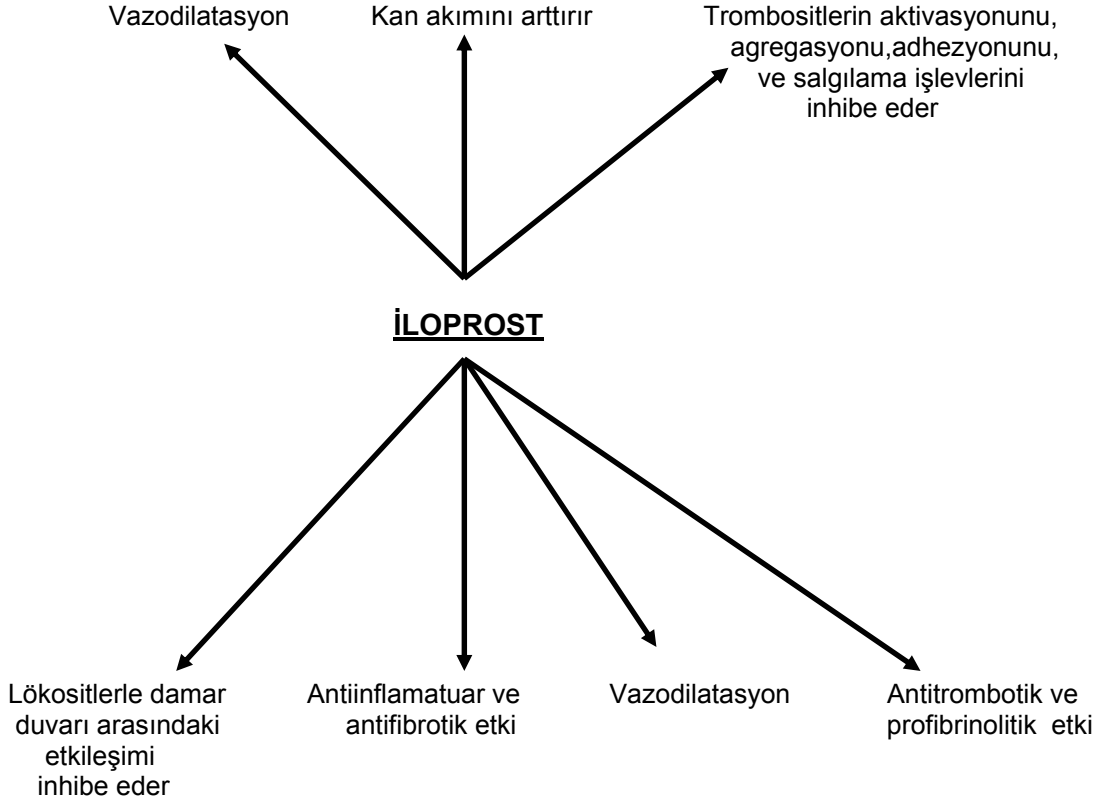 Vazodilatasyon
Kan akımını arttırır
Trombositlerin aktivasyonunu,
agregasyonu,adhezyonunu,
ve salgılama işlevlerini
inhibe eder
İLOPROST
Lökositlerle damar
duvarı arasındaki
etkileşimi
inhibe eder
Antiinflamatuar ve
antifibrotik etki
Vazodilatasyon
Antitrombotik ve
profibrinolitik etki